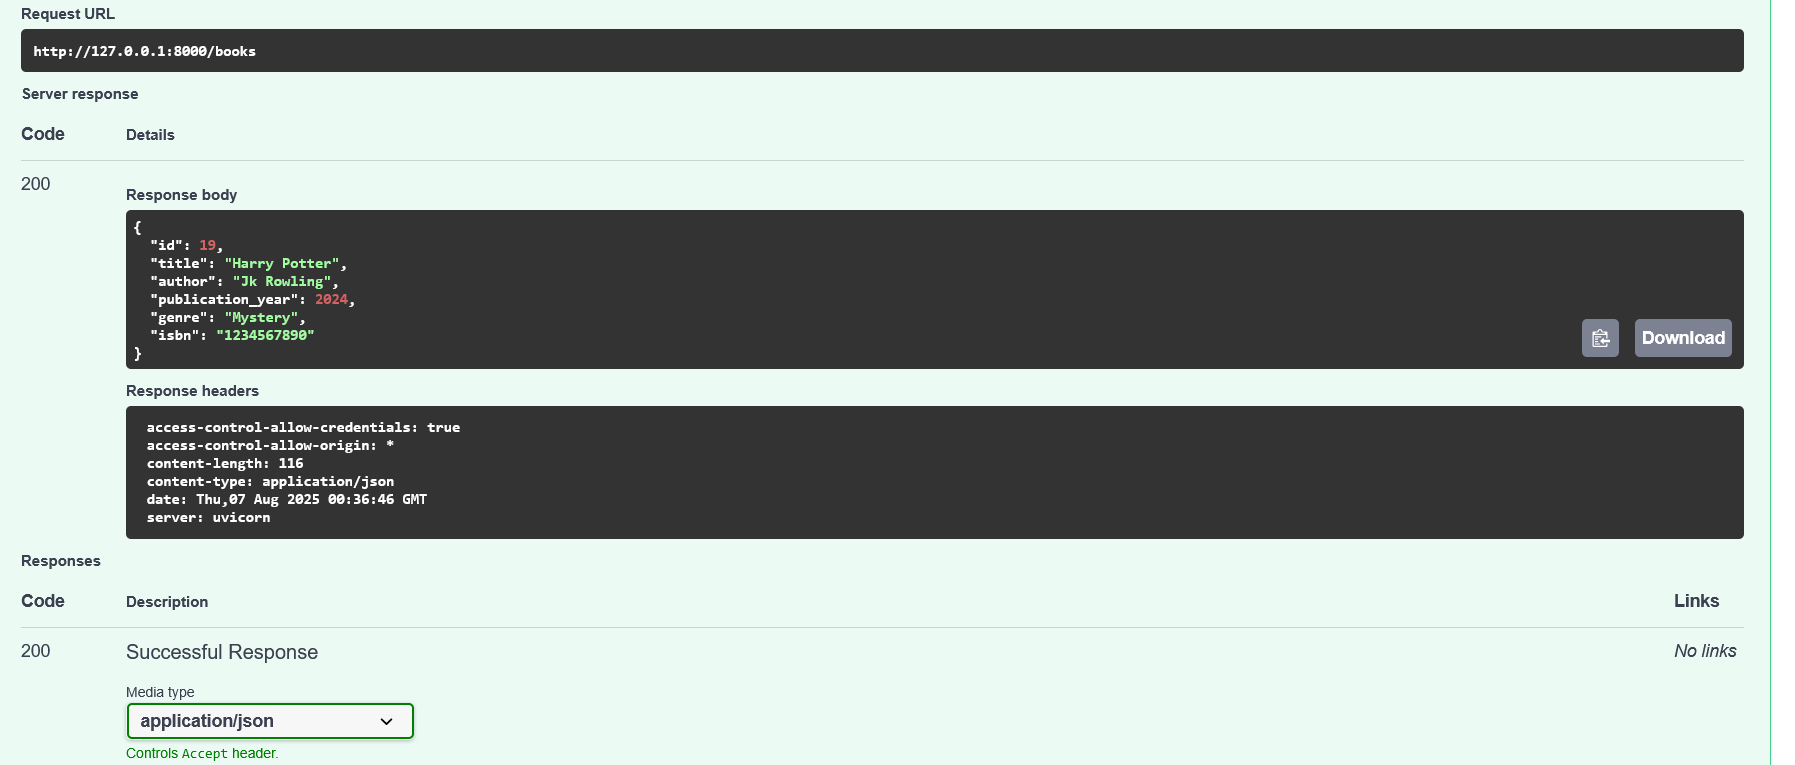 Request URL
http://127.0.0.1:8000/books
Server response
Code Details
200
Response body
{
"id": 19,
"title": "Harry Potter",
"author": "Jk Rowling",
"publication_year": 2024,
"genre": "Mystery",
"isbn": "1234567890"
}
Download
Response headers
access-control-allow-credentials: true
access-control-allow-origin: *
content-length: 116
content-type: application/json
date: Thu,07 Aug 2025 00:36:46 GMT
server: uvicorn
Responses
Code Description Links
200 Successful Response No links
Media type
application/json
Controls Accept header.